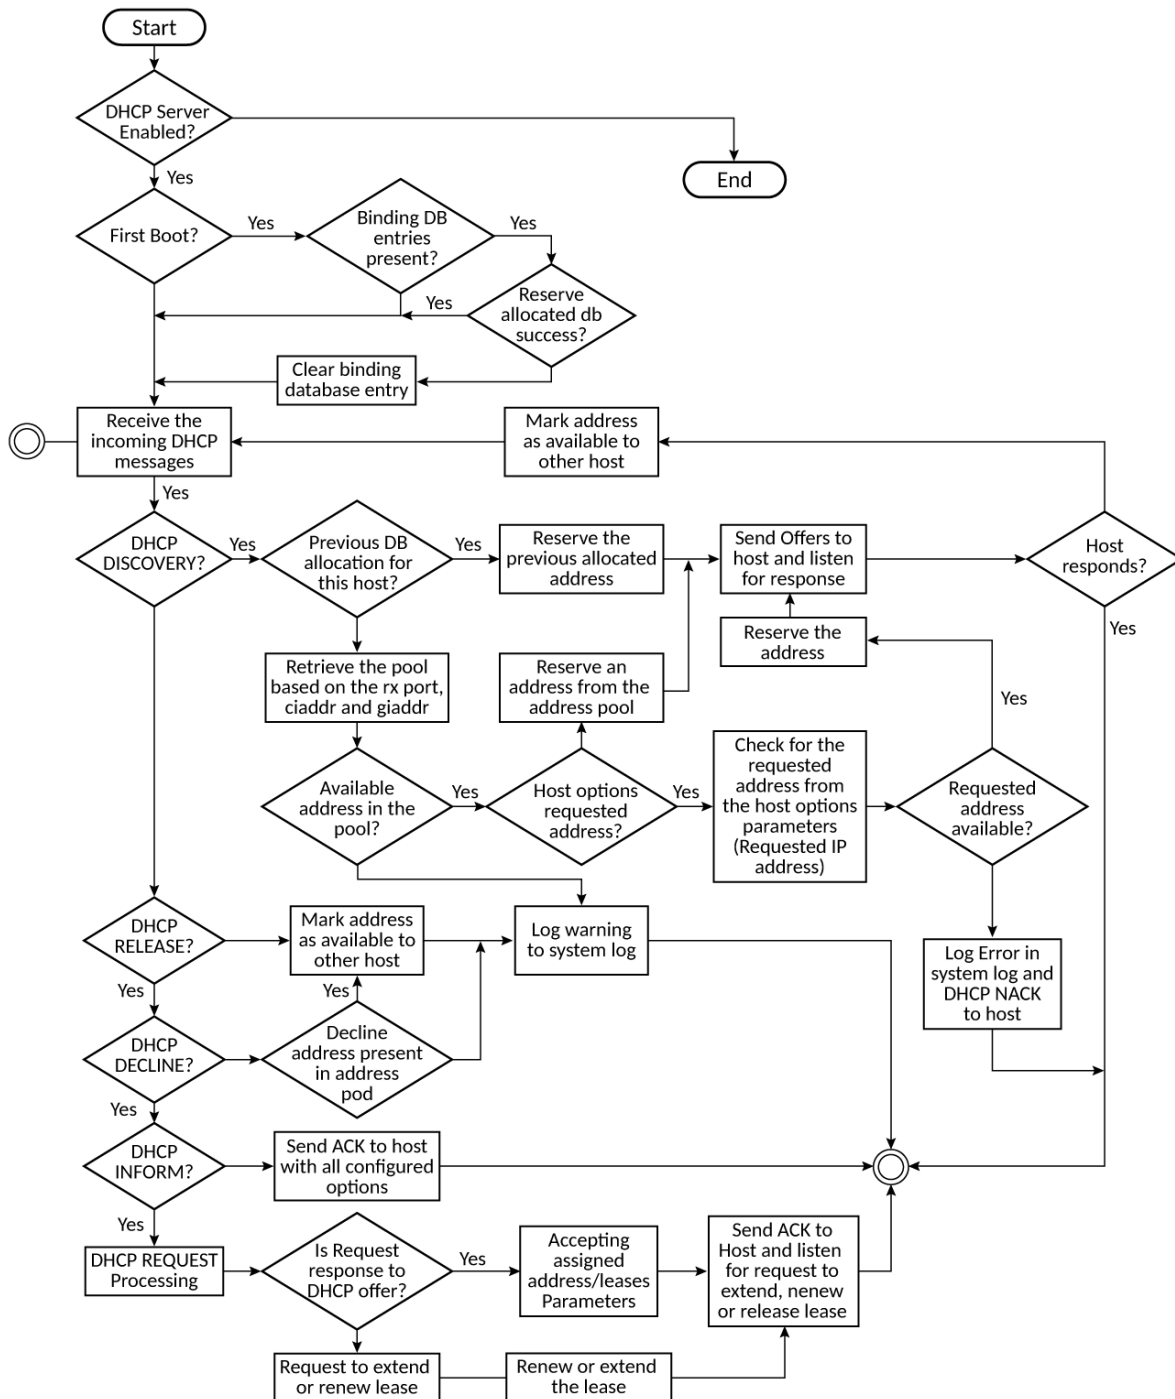 Start
DHCP Server
Enabled?
End
Yes
First Boot?
Yes
Binding DB
entries
present?
Yes
Reserve
allocated db
success?
Yes
Clear binding
database entry
Receive the
incoming DHCP
messages
Mark address
as available to
other host
Yes
DHCP
DISCOVERY?
Yes
Previous DB
allocation for
this host?
Yes
Reserve the
previous allocated
address
Send Offers to
host and listen
for response
Host
responds?
Yes
Reserve the
address
Retrieve the pool
based on the rx port,
ciaddr and giaddr
Reserve an
address from the
address pool
Yes
Available
address in the
pool?
Yes
Host options
requested
address?
Yes
Check for the
requested
address from
the host options
parameters
(Requested IP
address)
Requested
address
available?
DHCP
RELEASE?
Mark address
as available to
other host
Log warning
to system log
Log Error in
system log and
DHCP NACK
to host
Yes
Yes
DHCP
DECLINE?
Decline
address present
in address
pod
Yes
DHCP
INFORM?
Send ACK to host
with all configured
options
Yes
DHCP REQUEST
Processing
Is Request
response to
DHCP offer?
Yes
Accepting
assigned
address/leases
Parameters
Send ACK to
Host and listen
for request to
extend, nenew
or release lease
Request to extend
or renew lease
Renew or extend
the lease